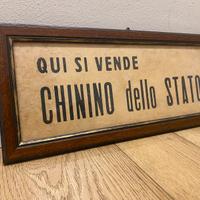 QUI SI VENDE
CHININO dello STATO